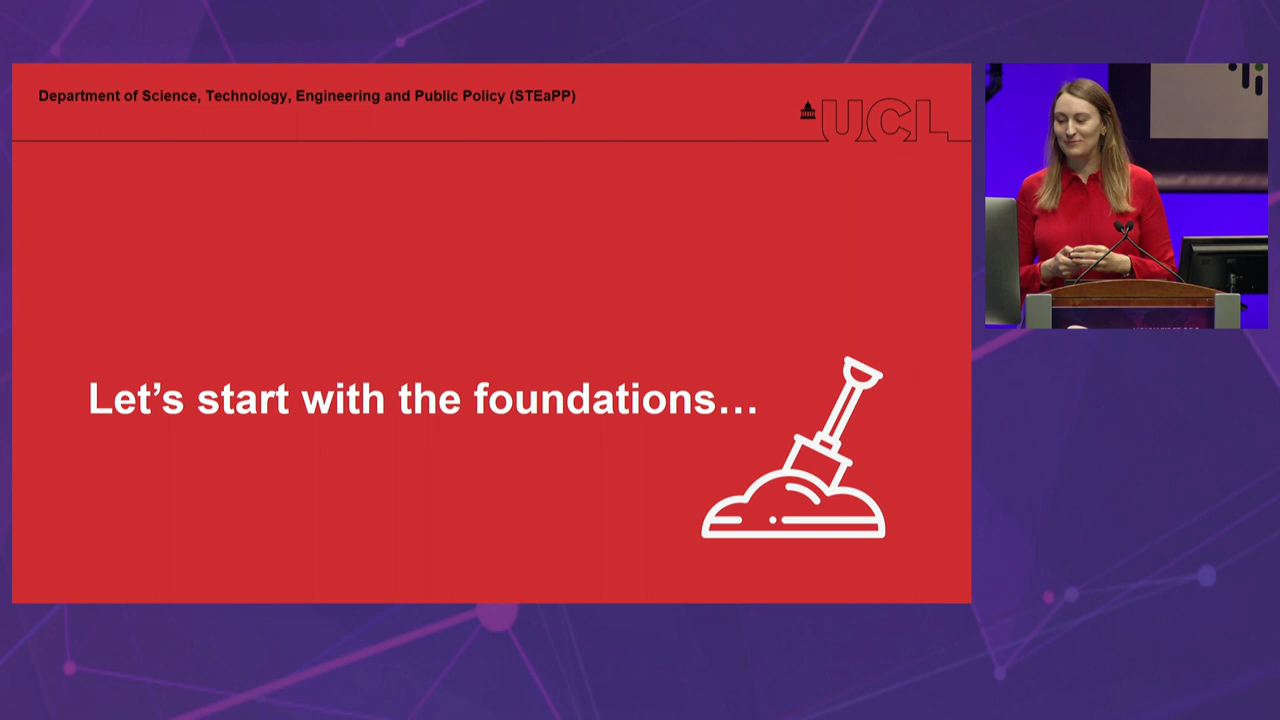 Department of Science, Technology, Engineering and Public Policy (STEaPP)
UCL
Let’s start with the foundations…